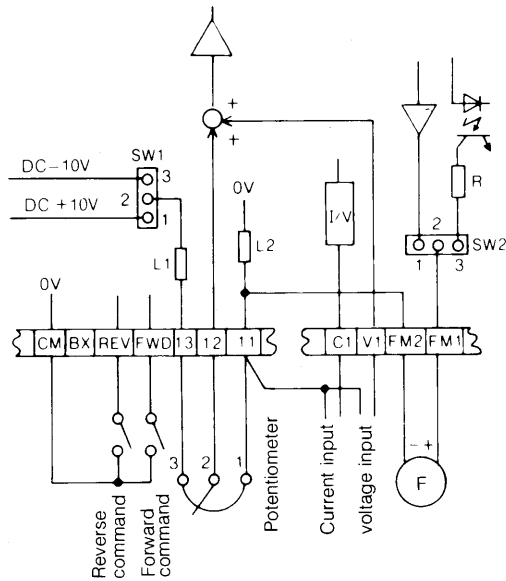 +
+
SW1
DC-10V
3
2
DC+10V
1
0V
I/V
R
2
1
3
SW2
L1
L2
0V
CM BX REV FWD 13 12 11
C1 V1 FM2 FM1
3
2
1
- +
F
Reverse
command
Forward
command
Potentiometer
Current input
voltage input